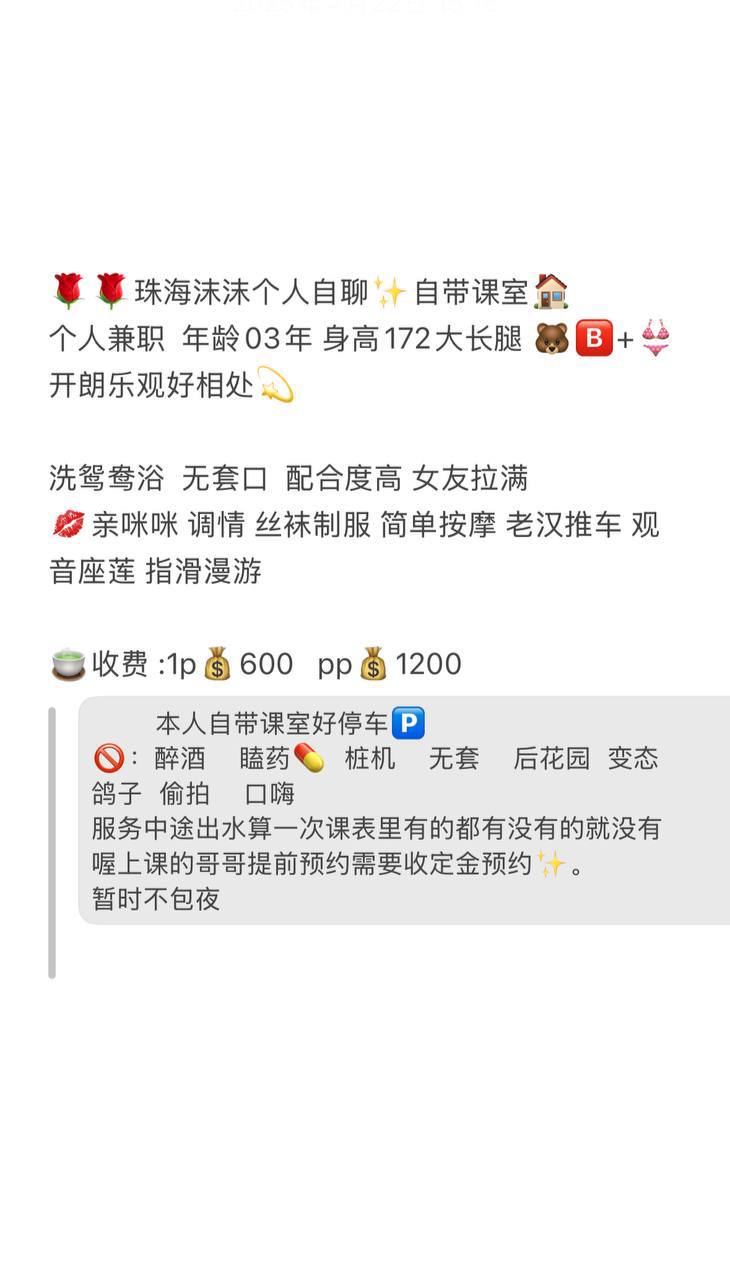 🌹🌹珠海沫沫个人自聊✨自带课室🏠
个人兼职 年龄03年 身高172大长腿 🐻🅱️+👙
开朗乐观好相处💫
洗鸳鸯浴 无套口 配合度高 女友拉满
💋亲咪咪 调情 丝袜制服 简单按摩 老汉推车 观
音座莲 指滑漫游
🍵收费 :1p💰600 pp💰1200
本人自带课室好停车🅿️
🚫：醉酒 嗑药💊 桩机 无套 后花园 变态
鸽子 偷拍 口嗨
服务中途出水算一次课表里有的都有没有的就没有
喔上课的哥哥提前预约需要收定金预约✨。
暂时不包夜